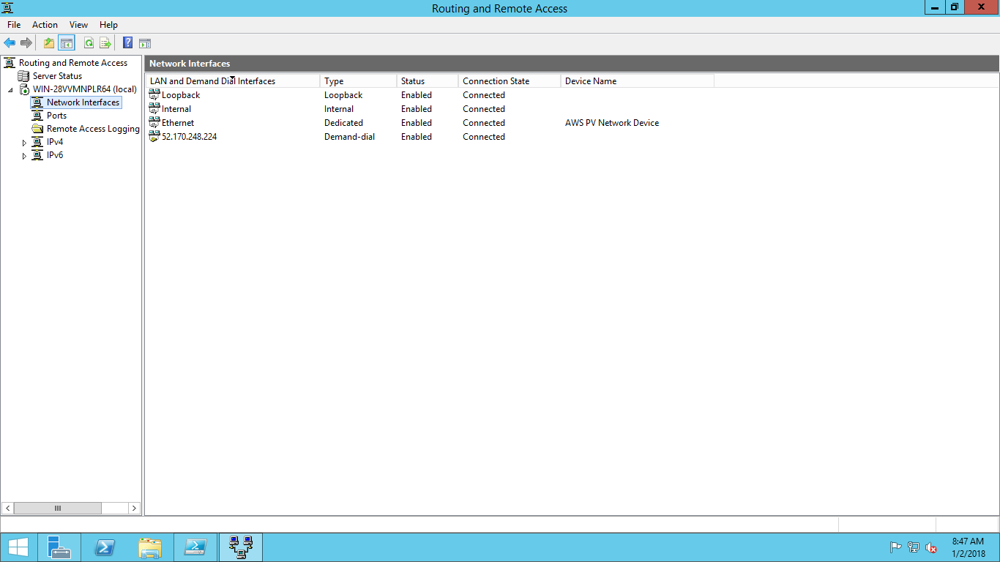 Routing and Remote Access
File Action View Help
Routing and Remote Access
Server Status
WIN-28VVMNPLR64 (local)
Network Interfaces
Ports
Remote Access Logging
IPv4
IPv6
Network Interfaces
LAN and Demand Dial Interfaces Type Status Connection State Device Name
Loopback Loopback Enabled Connected
Internal Internal Enabled Connected
Ethernet Dedicated Enabled Connected AWS PV Network Device
52.170.248.224 Demand-dial Enabled Connected
8:47 AM
1/2/2018